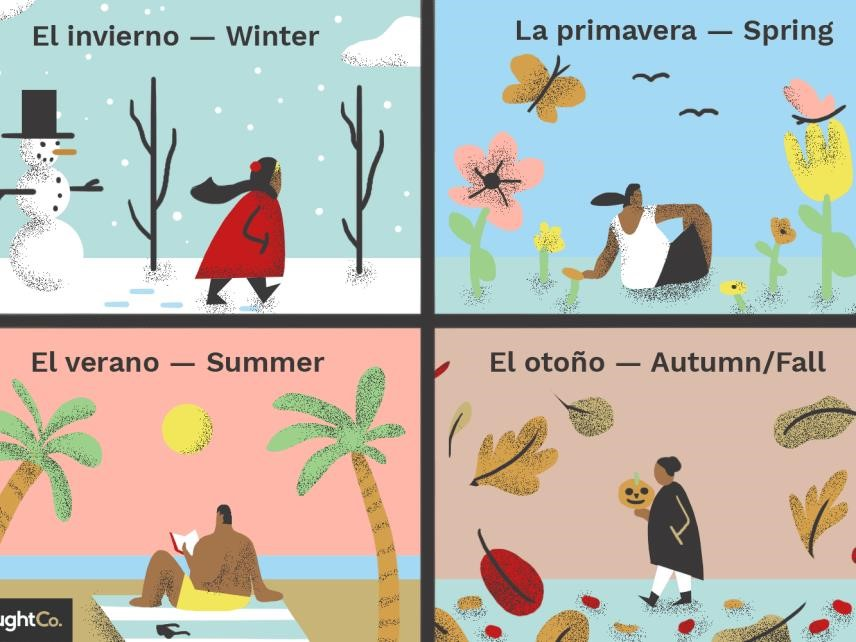 El invierno — Winter
La primavera — Spring
El verano — Summer
El otoño — Autumn/Fall
ughtCo.